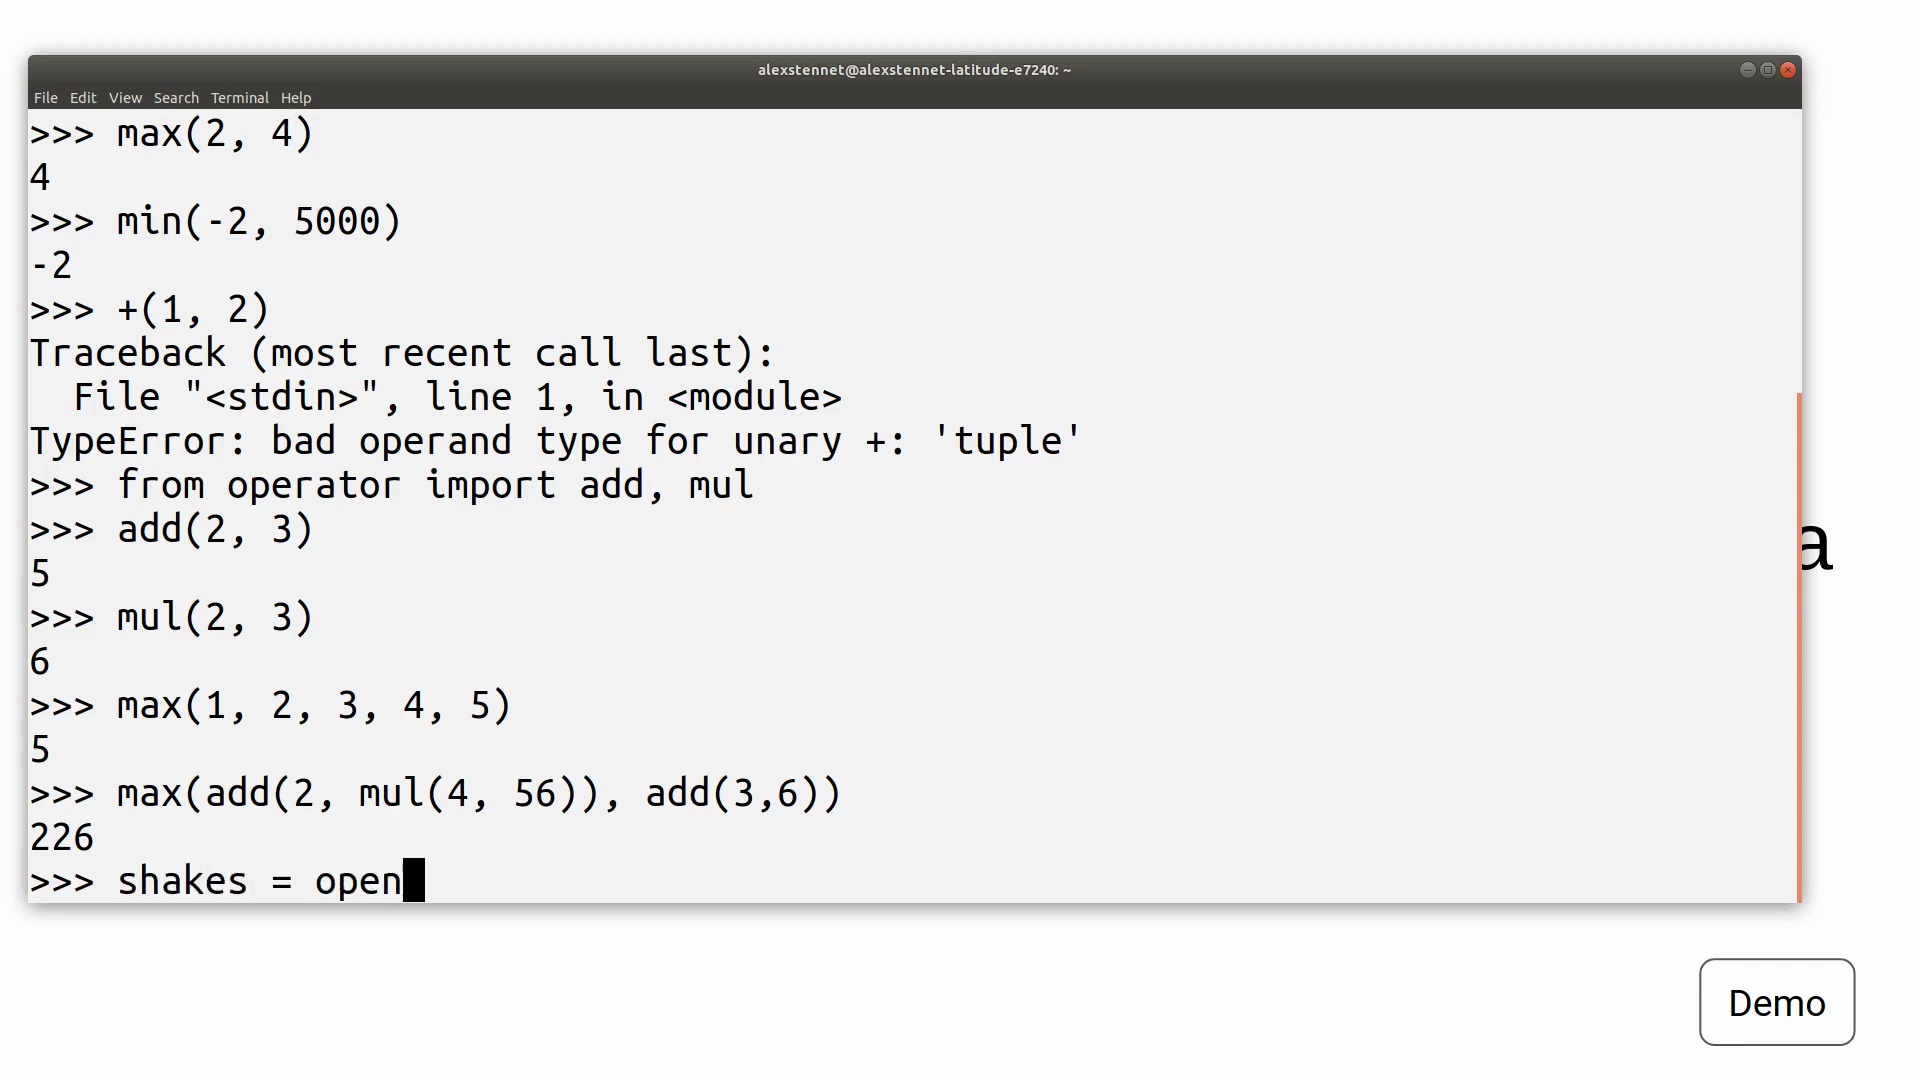 alexstennet@alexstennet-latitude-e7240: ~
File Edit View Search Terminal Help
>>> max(2, 4)
4
>>> min(-2, 5000)
-2
>>> +(1, 2)
Traceback (most recent call last):
  File "<stdin>", line 1, in <module>
TypeError: bad operand type for unary +: 'tuple'
>>> from operator import add, mul
>>> add(2, 3)
5
a
>>> mul(2, 3)
6
>>> max(1, 2, 3, 4, 5)
5
>>> max(add(2, mul(4, 56)), add(3,6))
226
>>> shakes = open
Demo